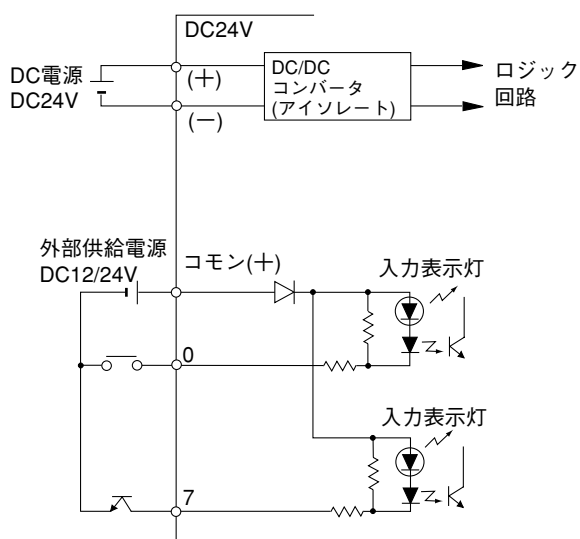 DC24V
DC電源
DC24V
(＋)
(－)
DC/DC
コンバータ
(アイソレート)
ロジック
回路
外部供給電源
DC12/24V
コモン(＋)
入力表示灯
0
入力表示灯
7